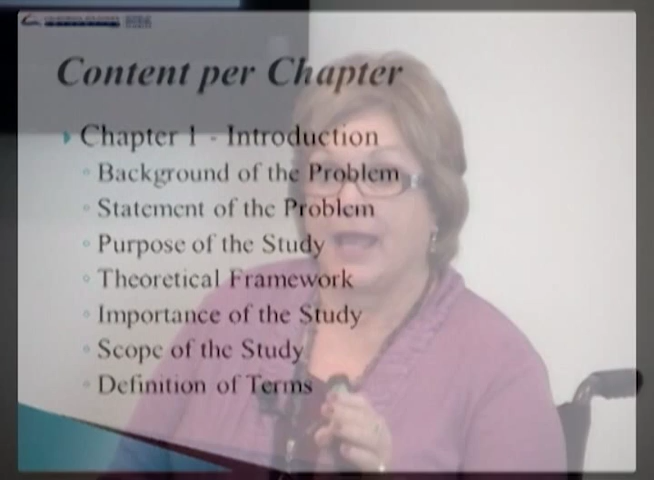 Content per Chapter
Chapter 1 - Introduction
Background of the Problem
Statement of the Problem
Purpose of the Study
Theoretical Framework
Importance of the Study
Scope of the Study
Definition of Terms